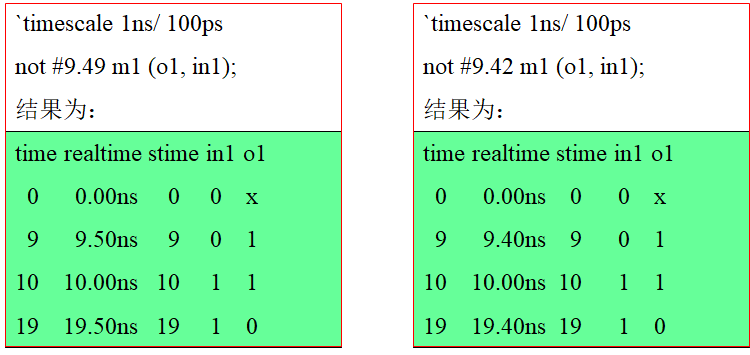 `timescale 1ns/ 100ps
not #9.49 m1 (o1, in1);
结果为：
time realtime stime in1 o1
0 0.00ns 0 0 x
9 9.50ns 9 0 1
10 10.00ns 10 1 1
19 19.50ns 19 1 0
`timescale 1ns/ 100ps
not #9.42 m1 (o1, in1);
结果为：
time realtime stime in1 o1
0 0.00ns 0 0 x
9 9.40ns 9 0 1
10 10.00ns 10 1 1
19 19.40ns 19 1 0